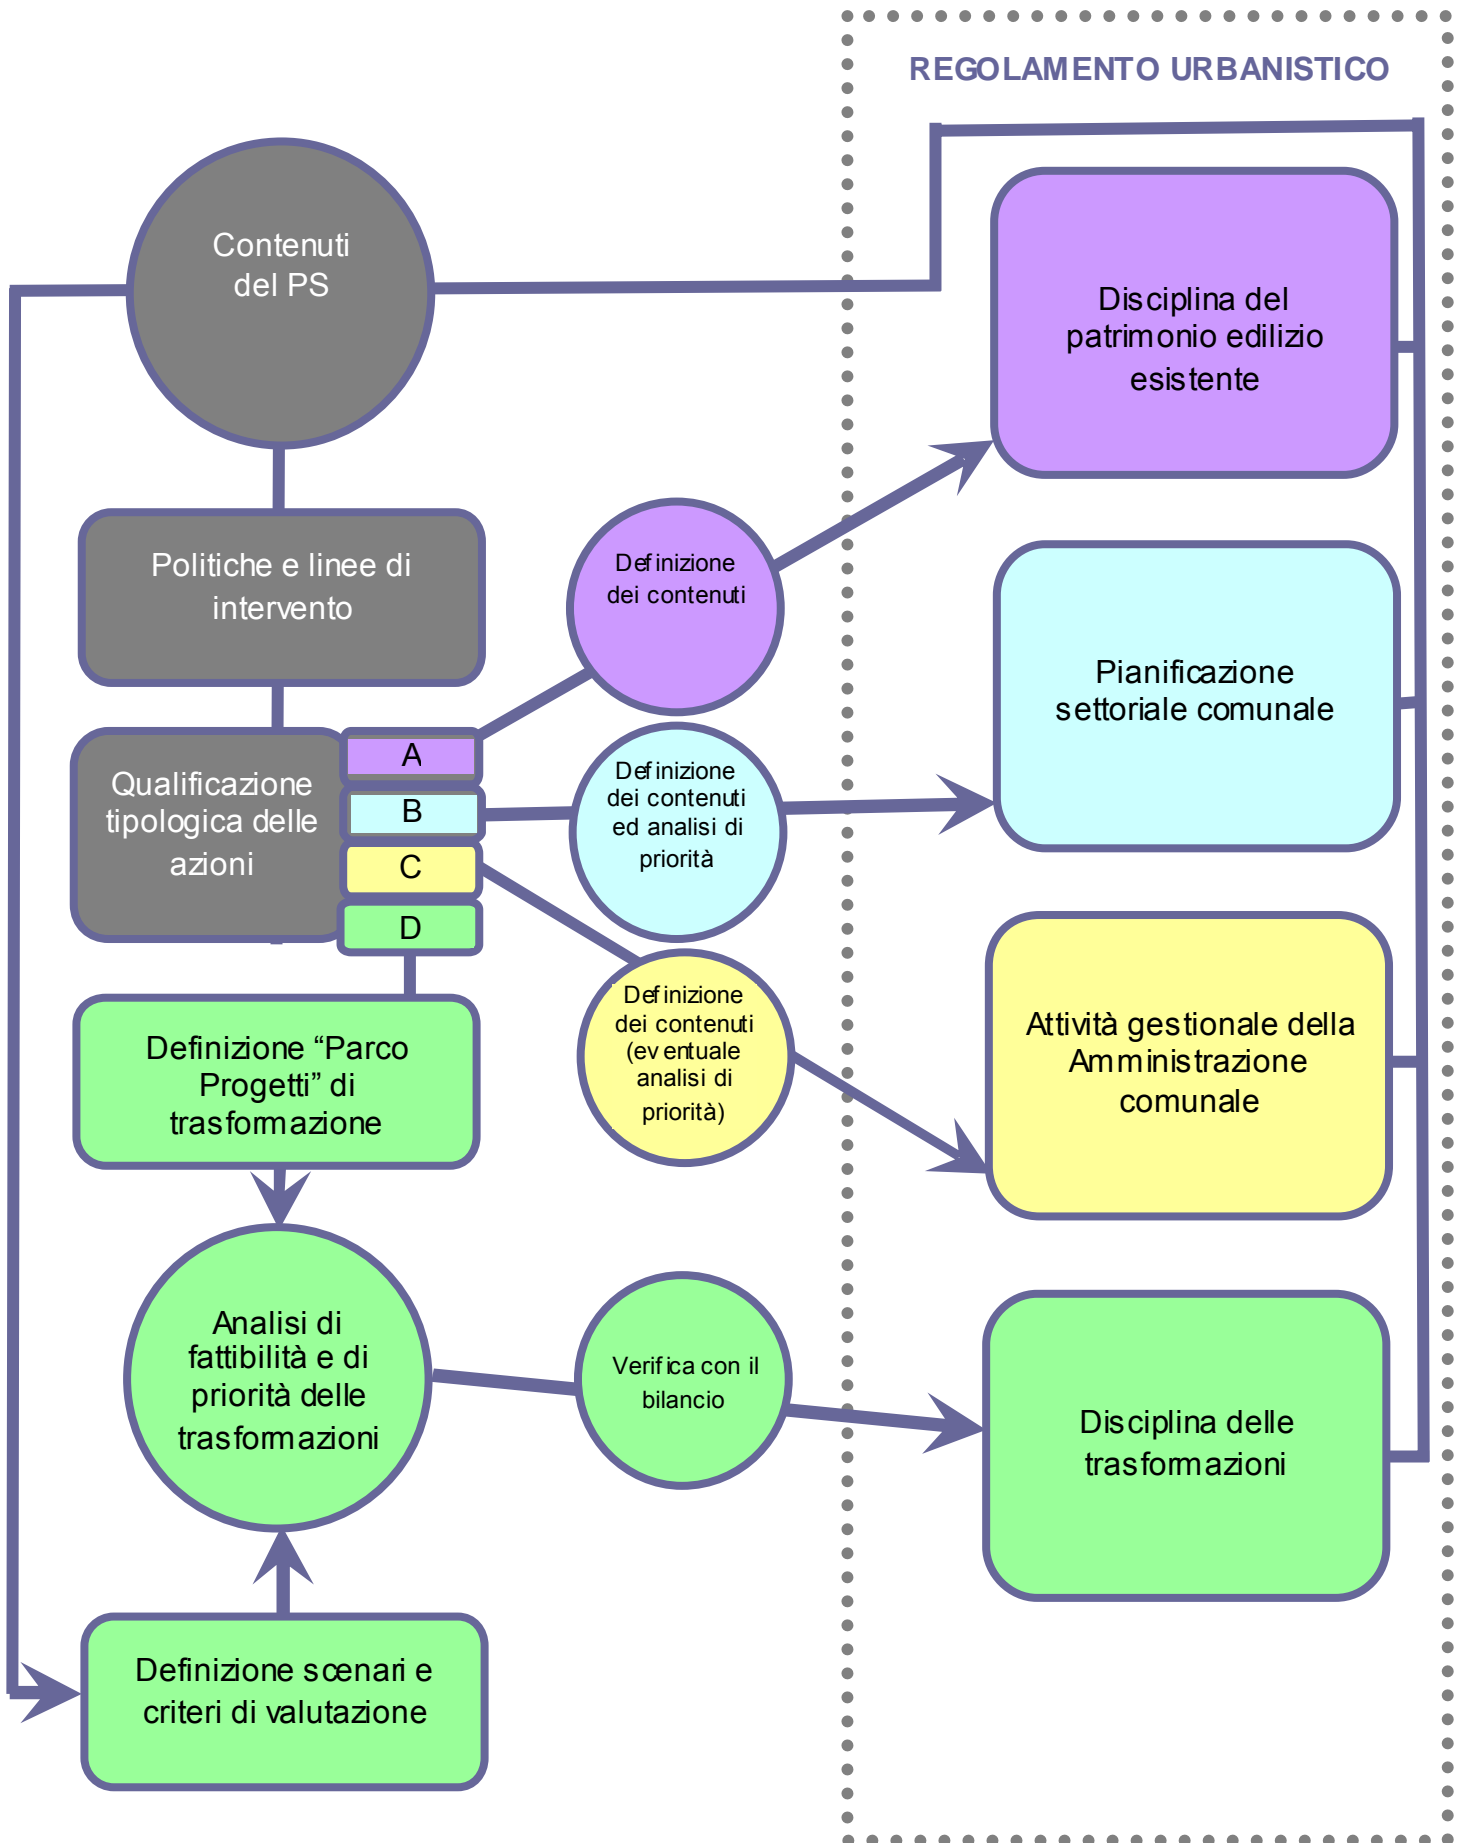 REGOLAMENTO URBANISTICO
Contenuti
del PS
Disciplina del
patrimonio edilizio
esistente
Politiche e linee di
intervento
Definizione
dei contenuti
Pianificazione
settoriale comunale
Qualificazione
tipologica delle
azioni
A
B
C
D
Definizione
dei contenuti
ed analisi di
priorità
Definizione
dei contenuti
(eventuale
analisi di
priorità)
Attività gestionale della
Amministrazione
comunale
Definizione “Parco
Progetti” di
trasformazione
Analisi di
fattibilità e di
priorità delle
trasformazioni
Verifica con il
bilancio
Disciplina delle
trasformazioni
Definizione scenari e
criteri di valutazione